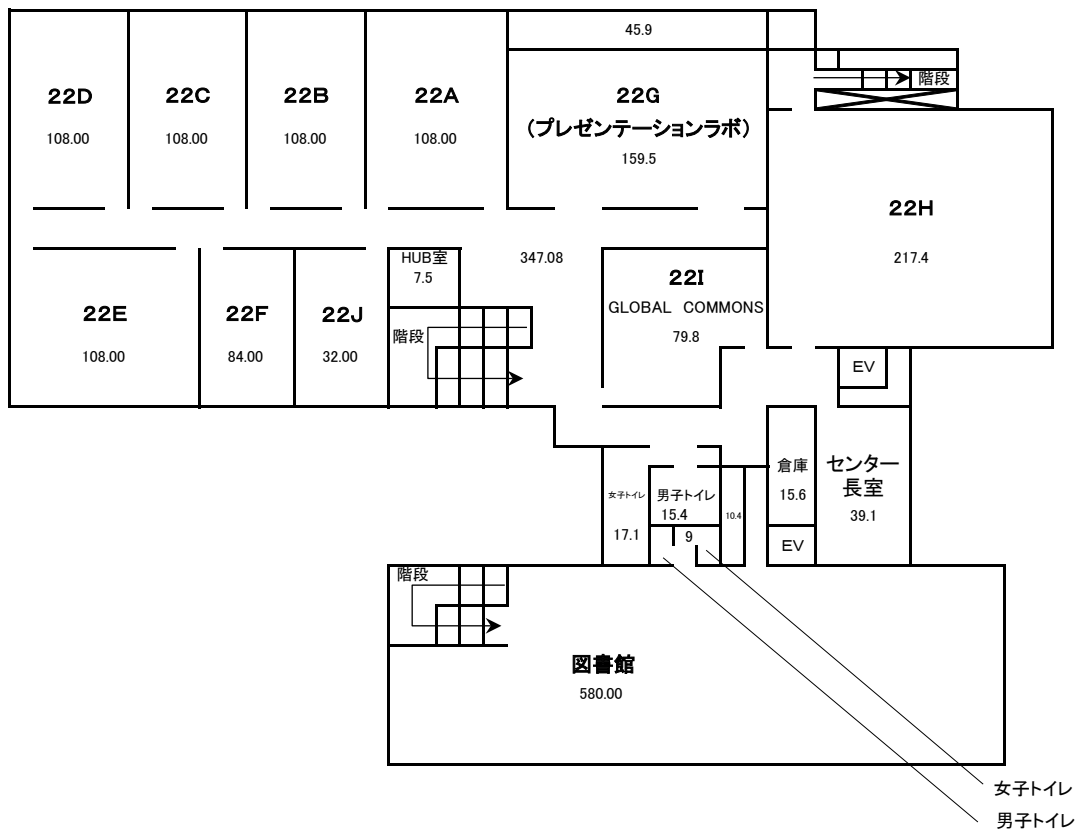 45.9
階段
22D
108.00
22C
108.00
22B
108.00
22A
108.00
22G
(プレゼンテーションラボ)
159.5
22H
217.4
HUB室
7.5
347.08
22I
GLOBAL COMMONS
79.8
22E
108.00
22F
84.00
22J
32.00
階段
EV
女子トイレ
17.1
男子トイレ
15.4
9
10.4
倉庫
15.6
EV
センター
長室
39.1
階段
図書館
580.00
女子トイレ
男子トイレ